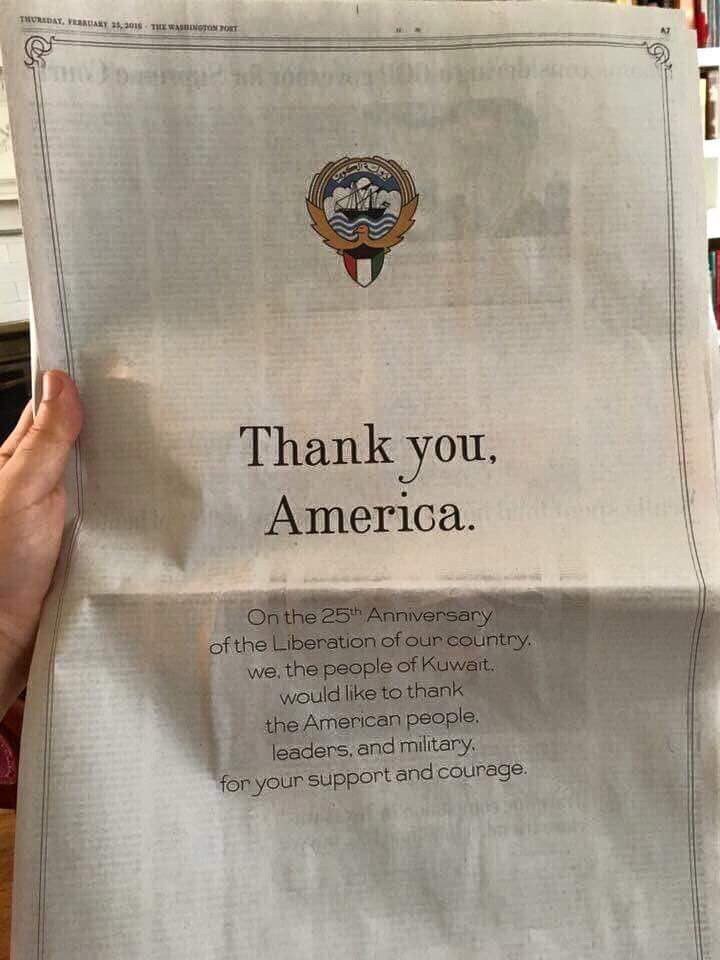 THURSDAY, FEBRUARY 25, 2016 · THE WASHINGTON POST
A7
دولة الكويت
Thank you,
America.
On the 25th Anniversary
of the Liberation of our country,
we, the people of Kuwait,
would like to thank
the American people,
leaders, and military,
for your support and courage.